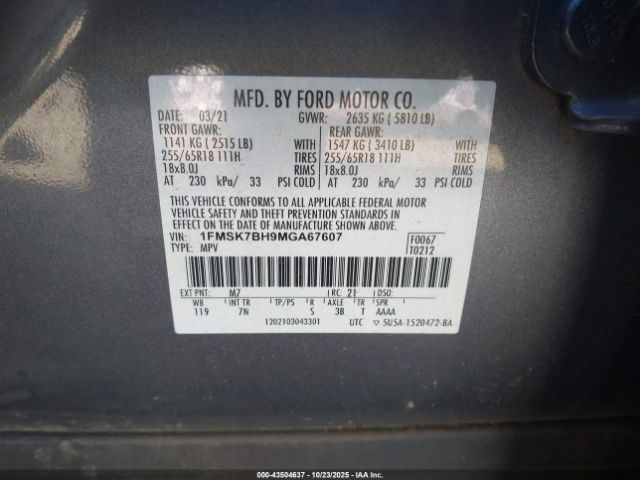 MFD. BY FORD MOTOR CO.
DATE: 03/21 GVWR: 2635 KG ( 5810 LB)
FRONT GAWR: REAR GAWR:
1141 KG ( 2515 LB) WITH 1547 KG ( 3410 LB) WITH
255/65R18 111H TIRES 255/65R18 111H TIRES
18x8.0J RIMS 18x8.0J RIMS
AT 230 kPa/ 33 PSI COLD AT 230 kPa/ 33 PSI COLD
THIS VEHICLE CONFORMS TO ALL APPLICABLE FEDERAL MOTOR
VEHICLE SAFETY AND THEFT PREVENTION STANDARDS IN
EFFECT ON THE DATE OF MANUFACTURE SHOWN ABOVE.
VIN: 1FMSK7BH9MGA67607 F0067
TYPE: MPV T0212
EXT PNT: M7 RC: 21 DSO:
WB INT TR TP/PS R AXLE TR SPR
119 7N S 3B T AAAA
1202103043301 UTC ▽ 5U5A-1520472-BA
000-43504637 - 10/23/2025 - IAAI.COM